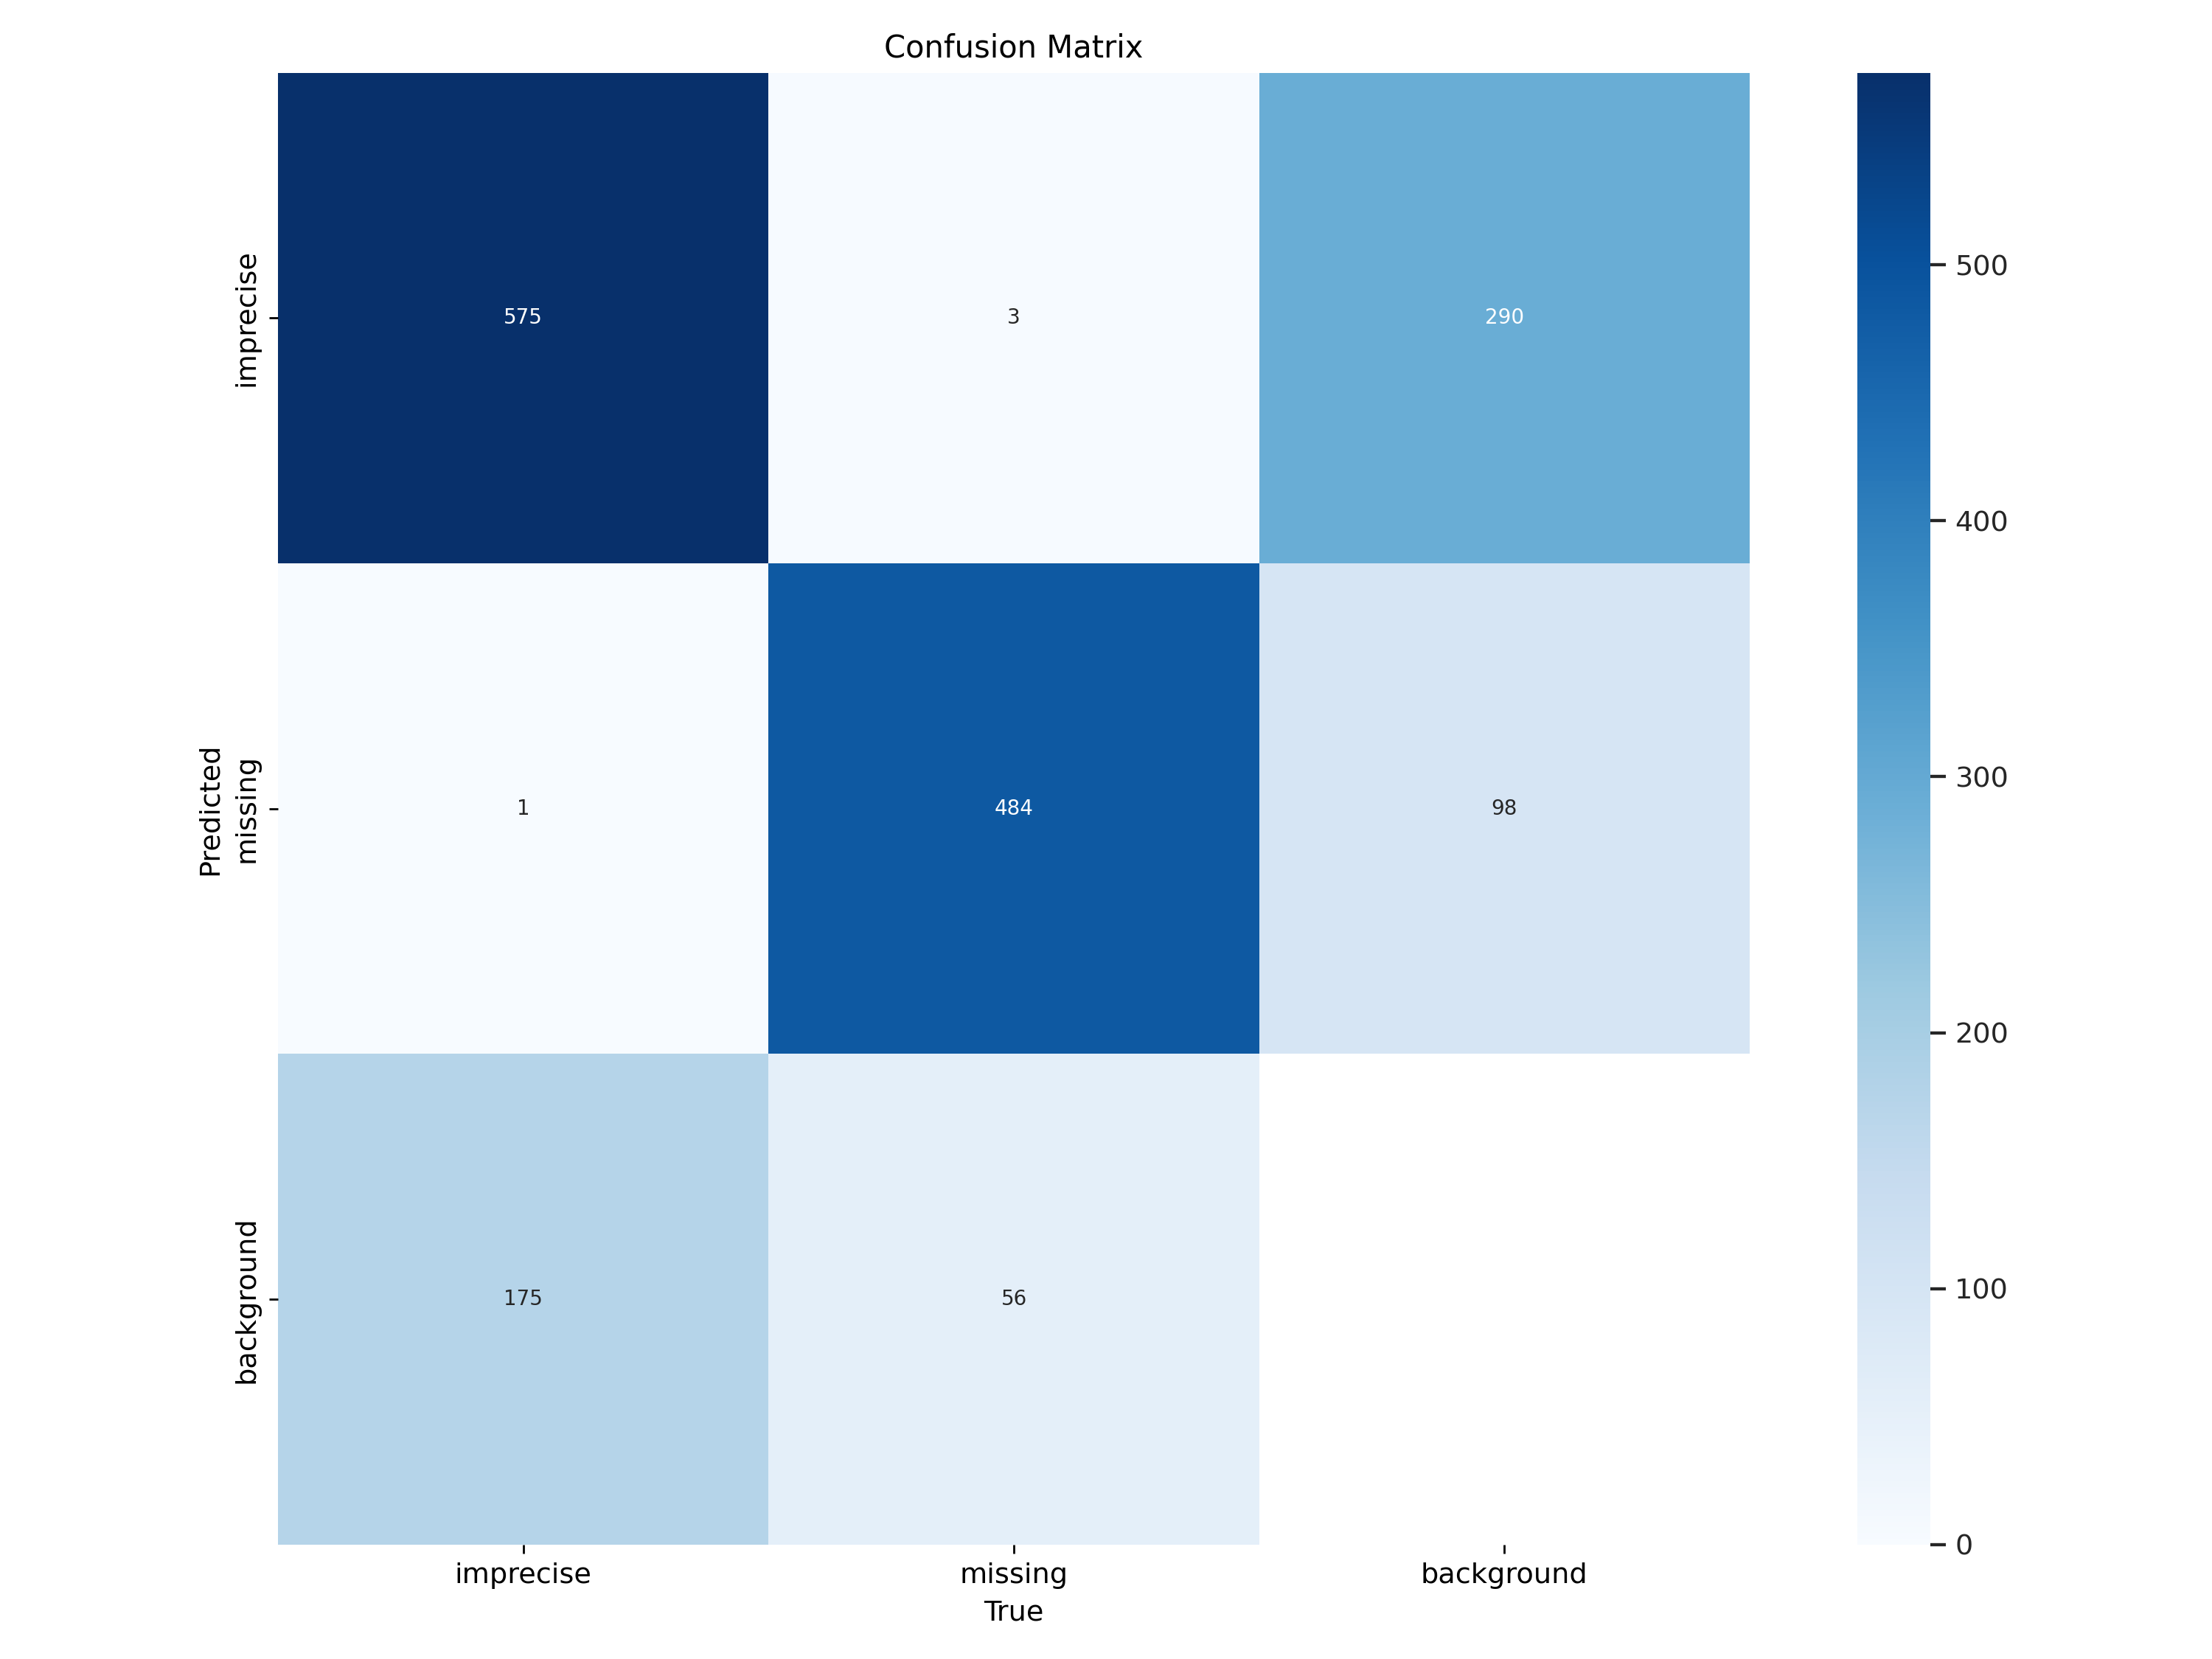 Confusion Matrix
imprecise
575
3
290
500
400
Predicted
missing
1
484
98
300
200
background
175
56
100
0
imprecise
missing
background
True